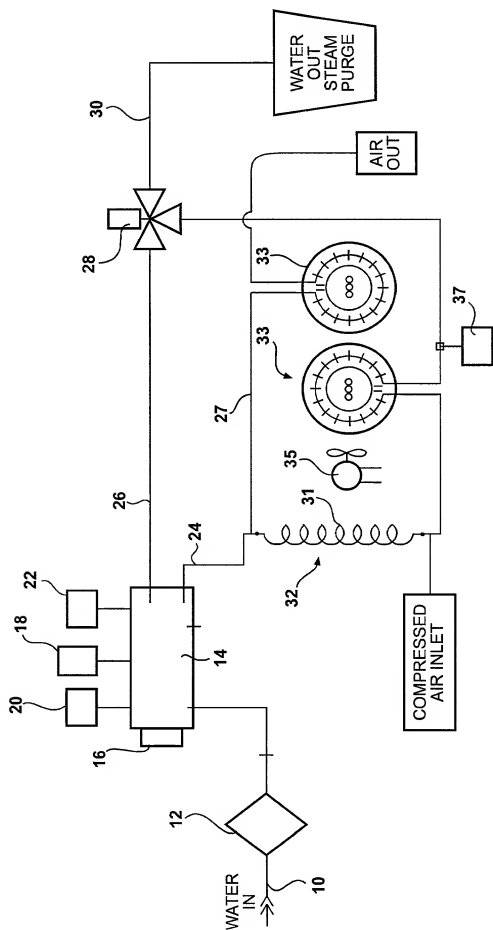 WATER
IN
10
12
16
20
18
22
14
24
26
28
30
WATER
OUT
STEAM
PURGE
AIR
OUT
27
33
33
35
31
32
37
COMPRESSED
AIR INLET